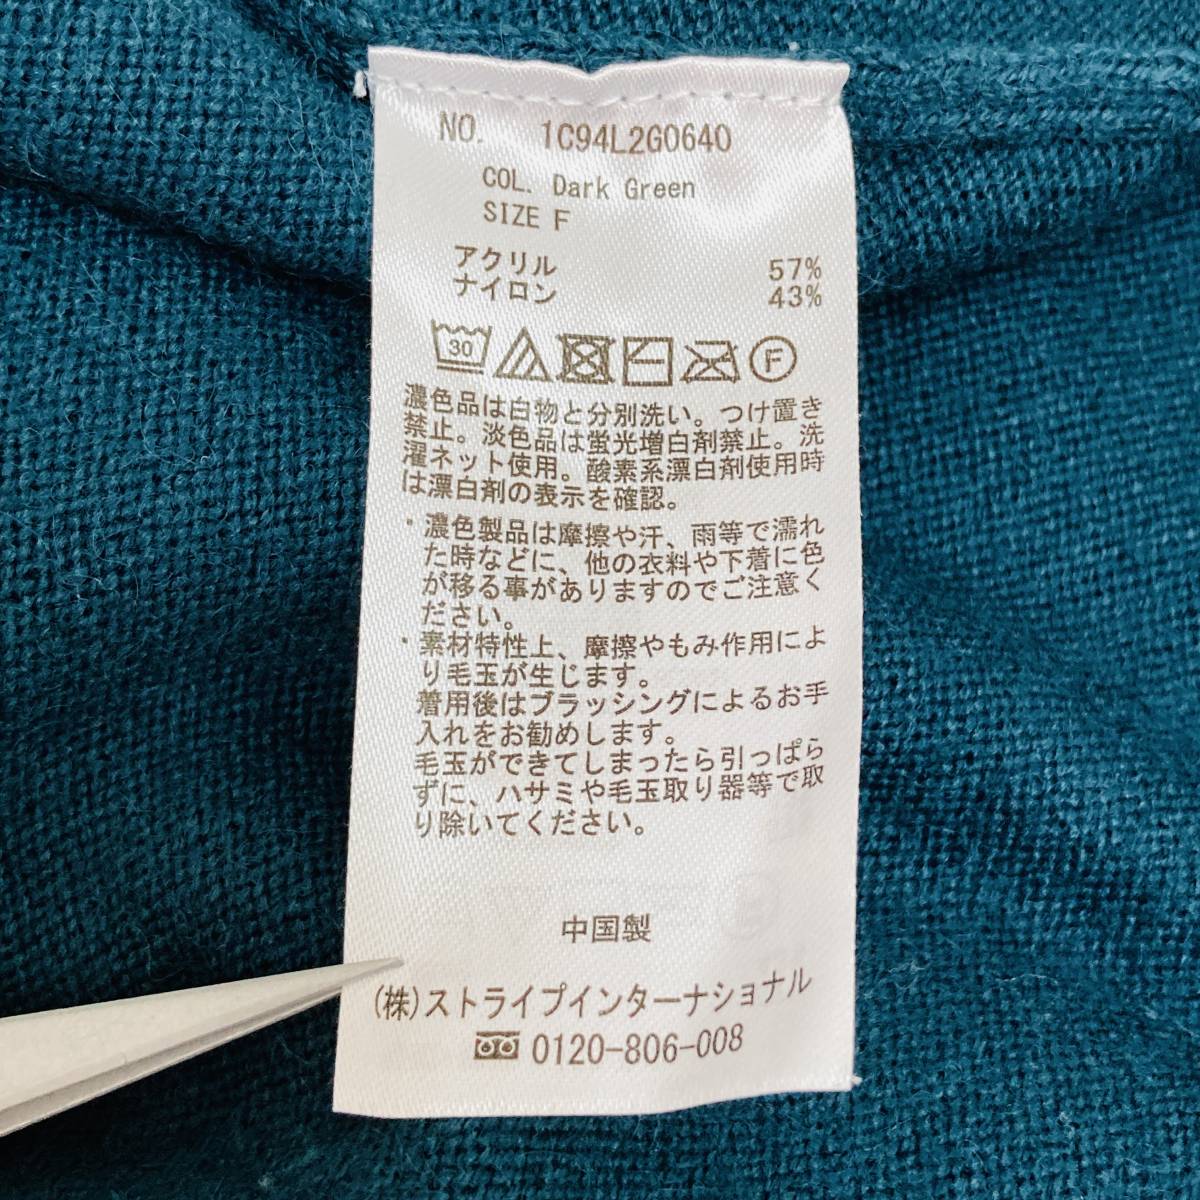 NO. 1C94L2G0640
COL. Dark Green
SIZE F
アクリル 57%
ナイロン 43%
30 F
濃色品は白物と分別洗い。つけ置き
禁止。淡色品は蛍光増白剤禁止。洗
濯ネット使用。酸素系漂白剤使用時
は漂白剤の表示を確認。
・濃色製品は摩擦や汗、雨等で濡れ
た時などに、他の衣料や下着に色
が移る事がありますのでご注意く
ださい。
・素材特性上、摩擦やもみ作用によ
り毛玉が生じます。
着用後はブラッシングによるお手
入れをお勧めします。
毛玉ができてしまったら引っぱら
ずに、ハサミや毛玉取り器等で取
り除いてください。
中国製
(株)ストライプインターナショナル
0120-806-008